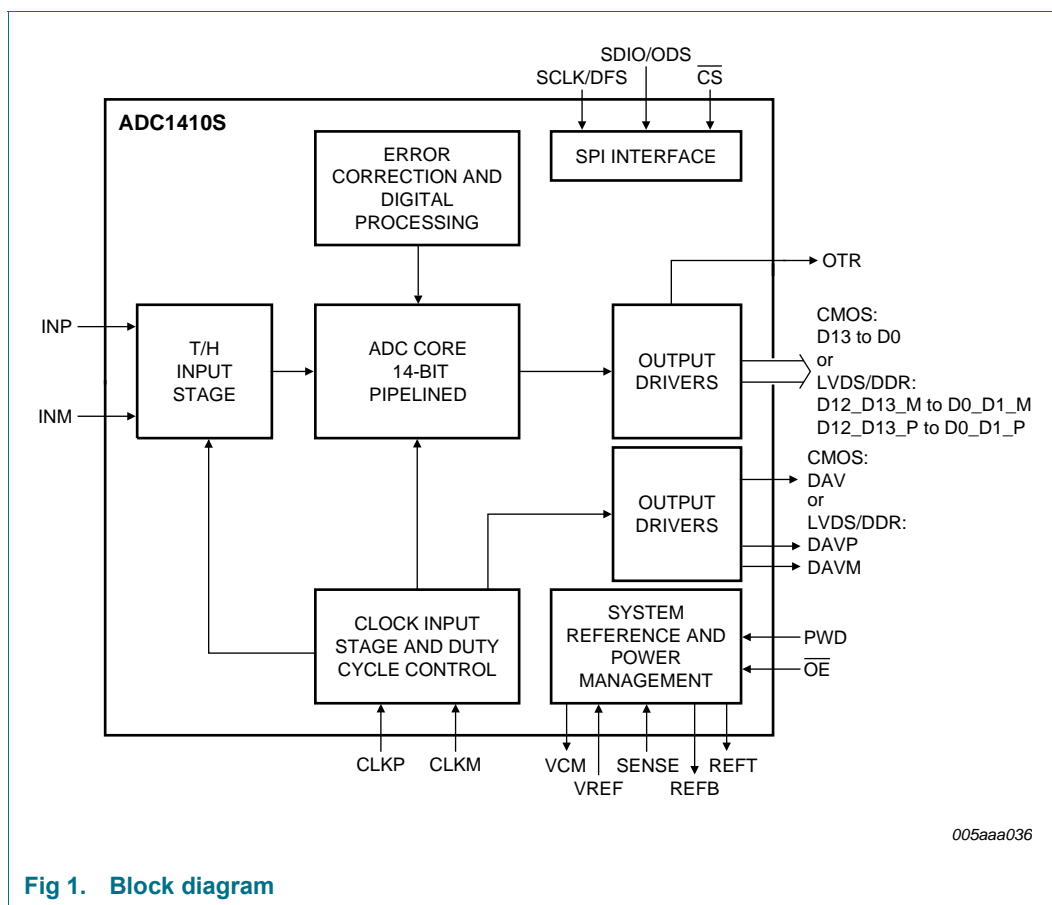 SDIO/ODS
SCLK/DFS
C̅S̅
ADC1410S
ERROR
CORRECTION AND
DIGITAL
PROCESSING
SPI INTERFACE
OTR
INP
INM
T/H
INPUT
STAGE
ADC CORE
14-BIT
PIPELINED
OUTPUT
DRIVERS
CMOS:
D13 to D0
or
LVDS/DDR:
D12_D13_M to D0_D1_M
D12_D13_P to D0_D1_P
OUTPUT
DRIVERS
CMOS:
DAV
or
LVDS/DDR:
DAVP
DAVM
CLOCK INPUT
STAGE AND DUTY
CYCLE CONTROL
SYSTEM
REFERENCE AND
POWER
MANAGEMENT
PWD
O̅E̅
CLKP
CLKM
VCM
VREF
SENSE
REFB
REFT
005aaa036
Fig 1. Block diagram